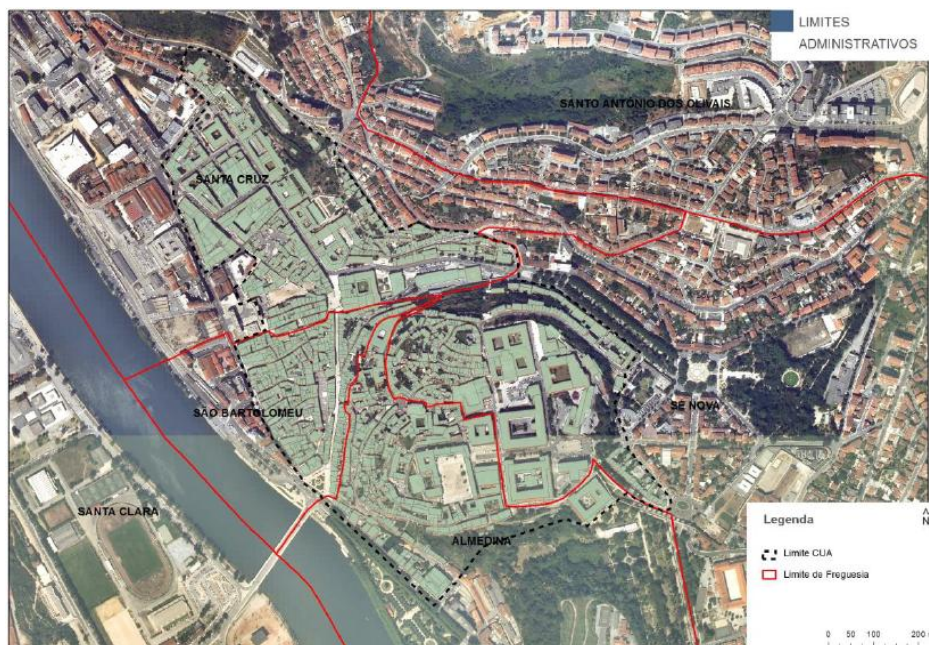 LIMITES
ADMINISTRATIVOS
SANTO ANTÓNIO DOS OLIVAIS
SANTA CRUZ
SÃO BARTOLOMEU
SÉ NOVA
SANTA CLARA
ALMEDINA
Legenda
N
Limite CUA
Limite de Freguesia
0 50 100 200